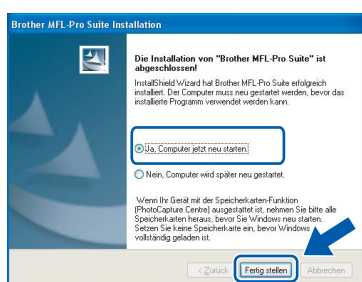 Brother MFL-Pro Suite Installation
Die Installation von "Brother MFL-Pro Suite" ist
abgeschlossen!
InstallShield Wizard hat Brother MFL-Pro Suite erfolgreich
installiert. Der Computer muss neu gestartet werden, bevor das
installierte Programm verwendet werden kann.
Ja, Computer jetzt neu starten.
Nein, Computer wird später neu gestartet.
Wenn Ihr Gerät mit der Speicherkarten-Funktion
(PhotoCapture Centre) ausgestattet ist, nehmen Sie bitte alle
Speicherkarten heraus, bevor Sie Windows neu starten.
Setzen Sie keine Speicherkarte ein, bevor Windows
vollständig geladen ist.
< Zurück Fertig stellen Abbrechen